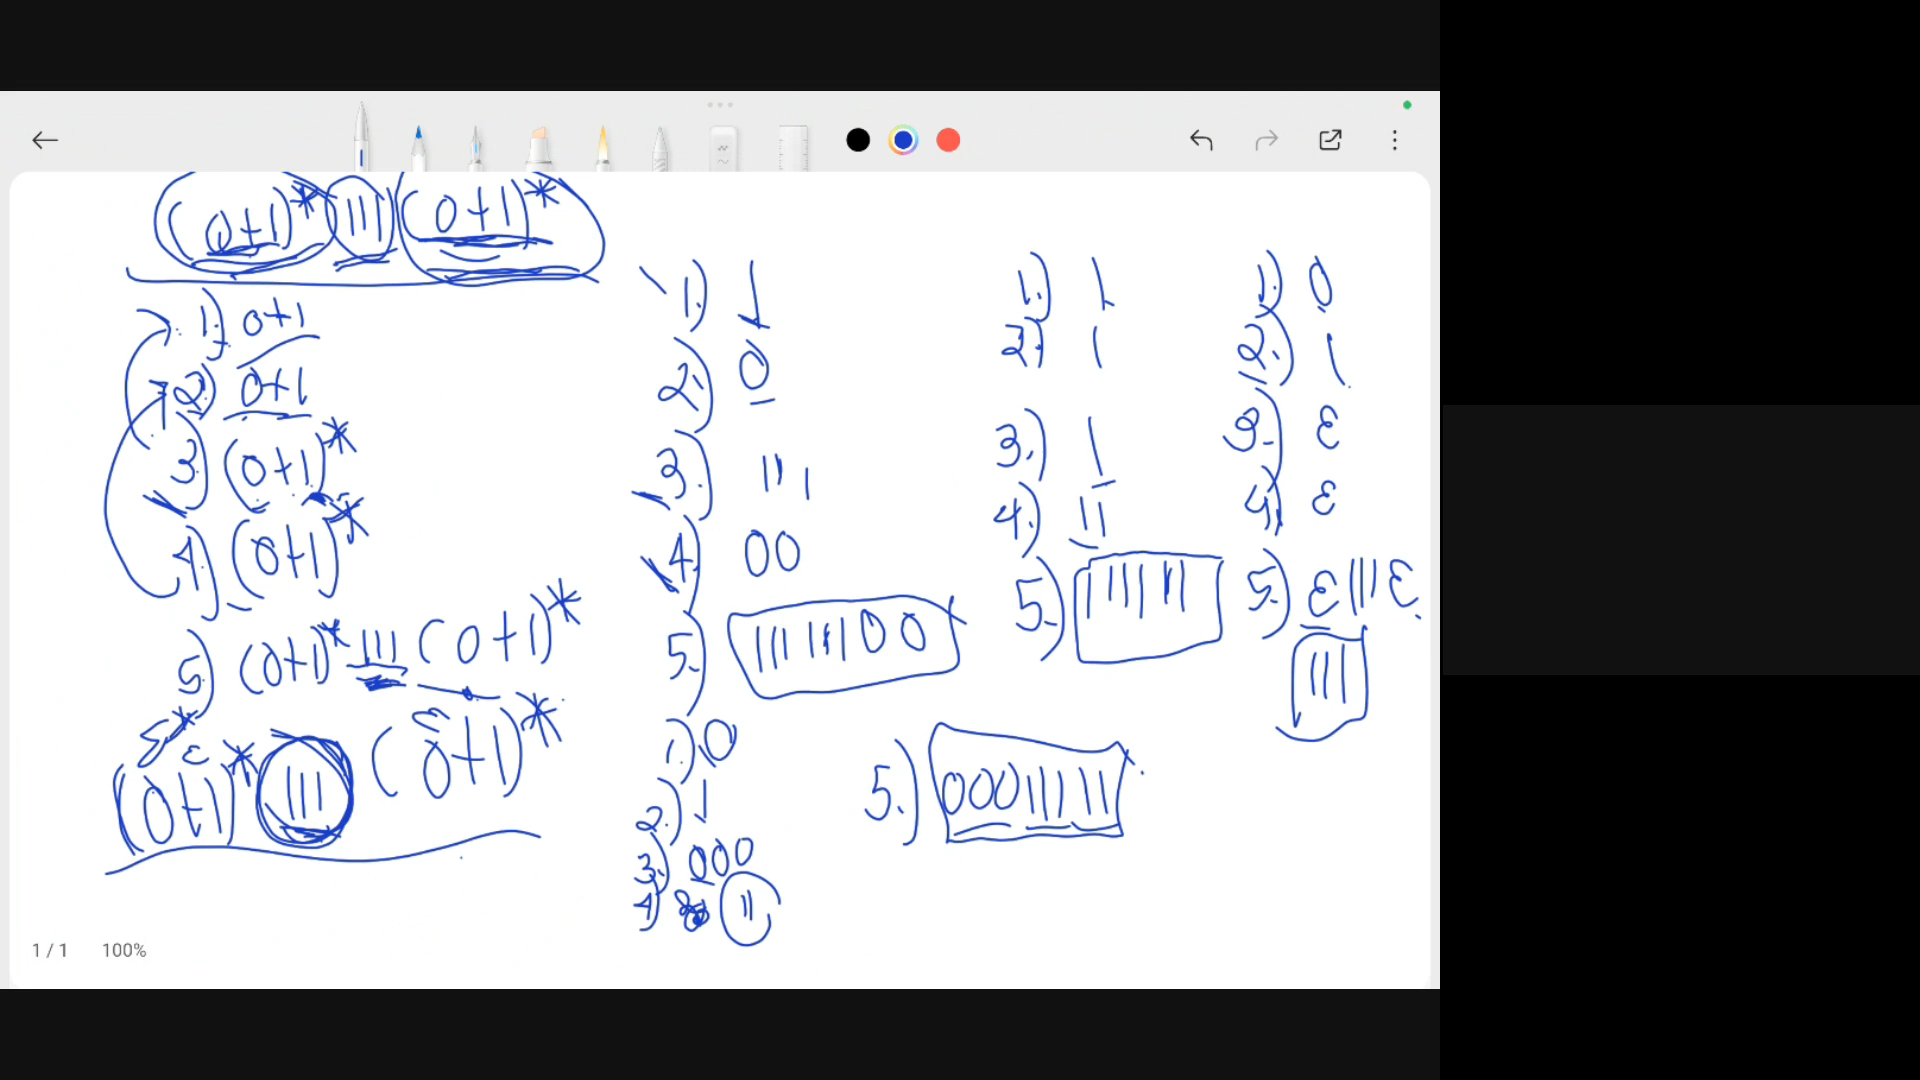 (0+1)* 111 (0+1)*
1.) 0+1
2) 0+1
3. (0+1)*
4) (0+1)*
5) (0+1)* 111 (0+1)*
Σ* ε ε
(0+1)* 111 (0+1)*
1.) 1
2.) 0
3.) 111
4) 00
5.) 11111100
1.) 0
2.) 1
3.) 000
4) 11
1.) 1
2.) 1
3.) 1
4.) 11
5.) 111111
5.) 00011111
1.) 0
2.) 1
3.) ε
4) ε
5.) ε111ε
111
1 / 1 100%